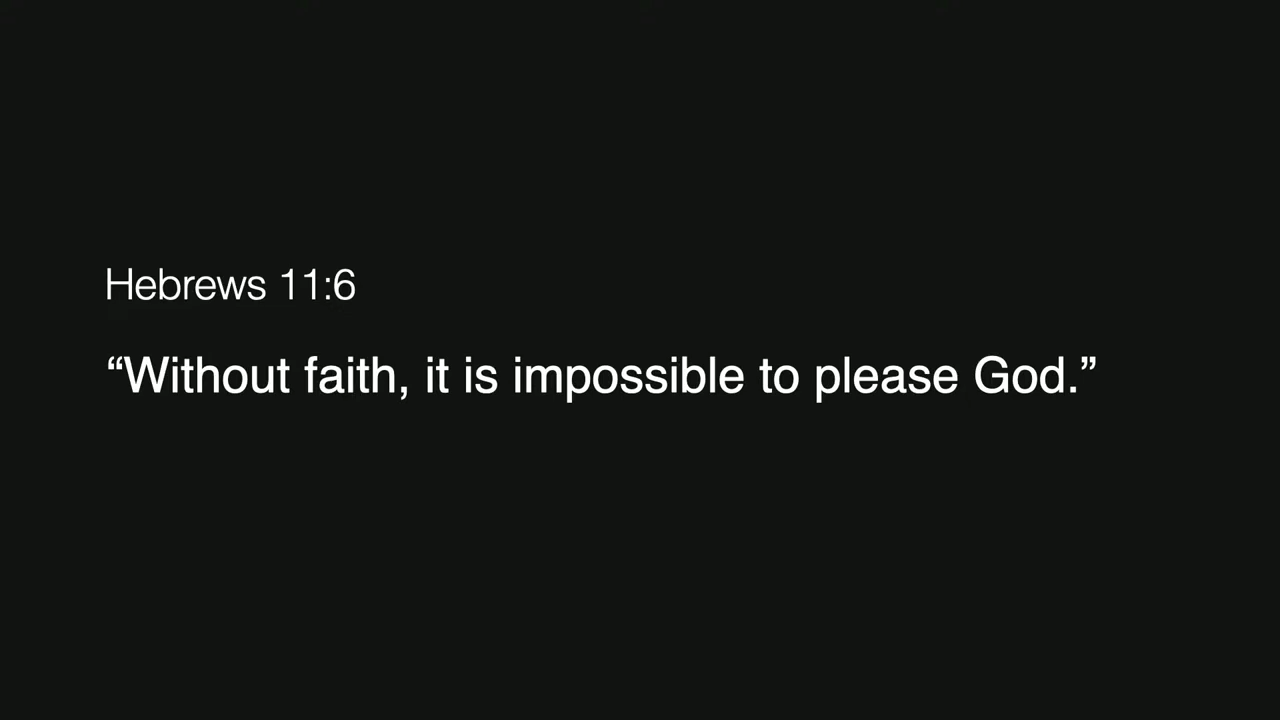 Hebrews 11:6
“Without faith, it is impossible to please God.”